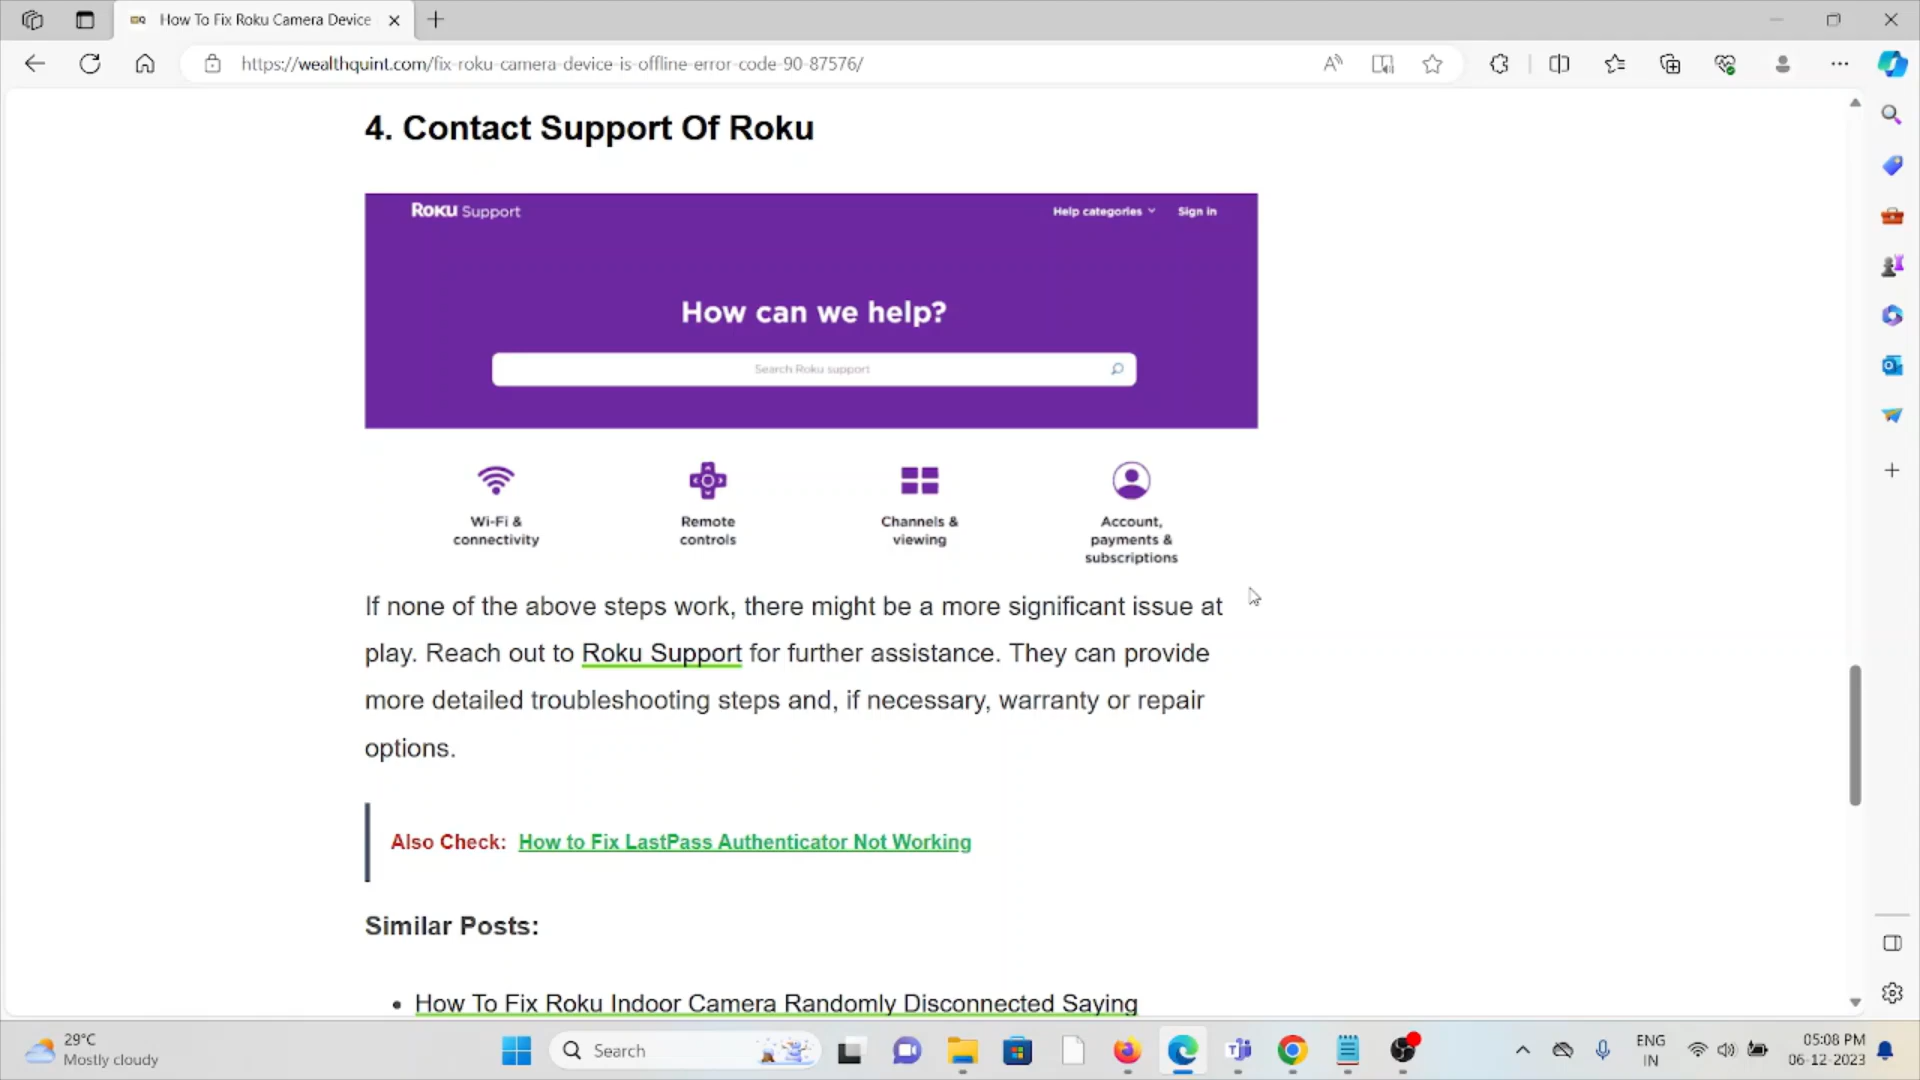 How To Fix Roku Camera Device
https://wealthquint.com/fix-roku-camera-device-is-offline-error-code-90-87576/
4. Contact Support Of Roku
Roku Support
Help categories
Sign in
How can we help?
Search Roku support
Wi-Fi &
connectivity
Remote
controls
Channels &
viewing
Account,
payments &
subscriptions
If none of the above steps work, there might be a more significant issue at
play. Reach out to Roku Support for further assistance. They can provide
more detailed troubleshooting steps and, if necessary, warranty or repair
options.
Also Check: How to Fix LastPass Authenticator Not Working
Similar Posts:
• How To Fix Roku Indoor Camera Randomly Disconnected Saying
29°C
Mostly cloudy
Search
ENG
IN
05:08 PM
06-12-2023